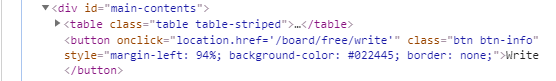 ▼<div id="main-contents">
▶<table class="table table-striped">…</table>
<button onclick="location.href='/board/free/write'" class="btn btn-info"
style="margin-left: 94%; background-color: #022445; border: none;">Write
</button>